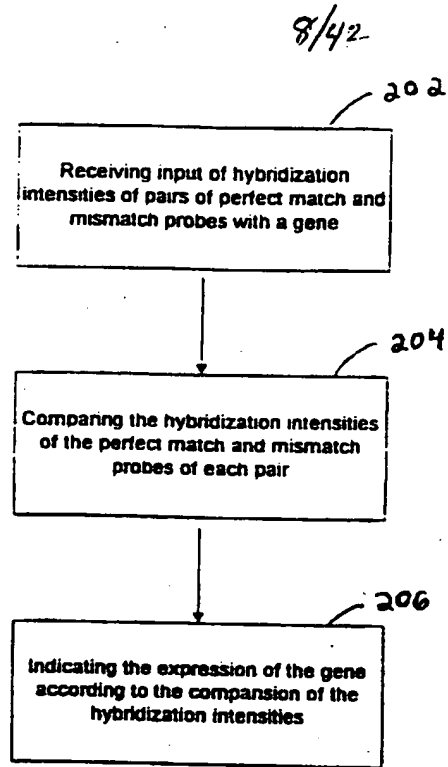 8/42
202
Receiving input of hybridization
intensities of pairs of perfect match and
mismatch probes with a gene
204
Comparing the hybridization intensities
of the perfect match and mismatch
probes of each pair
206
Indicating the expression of the gene
according to the compansion of the
hybridization intensities